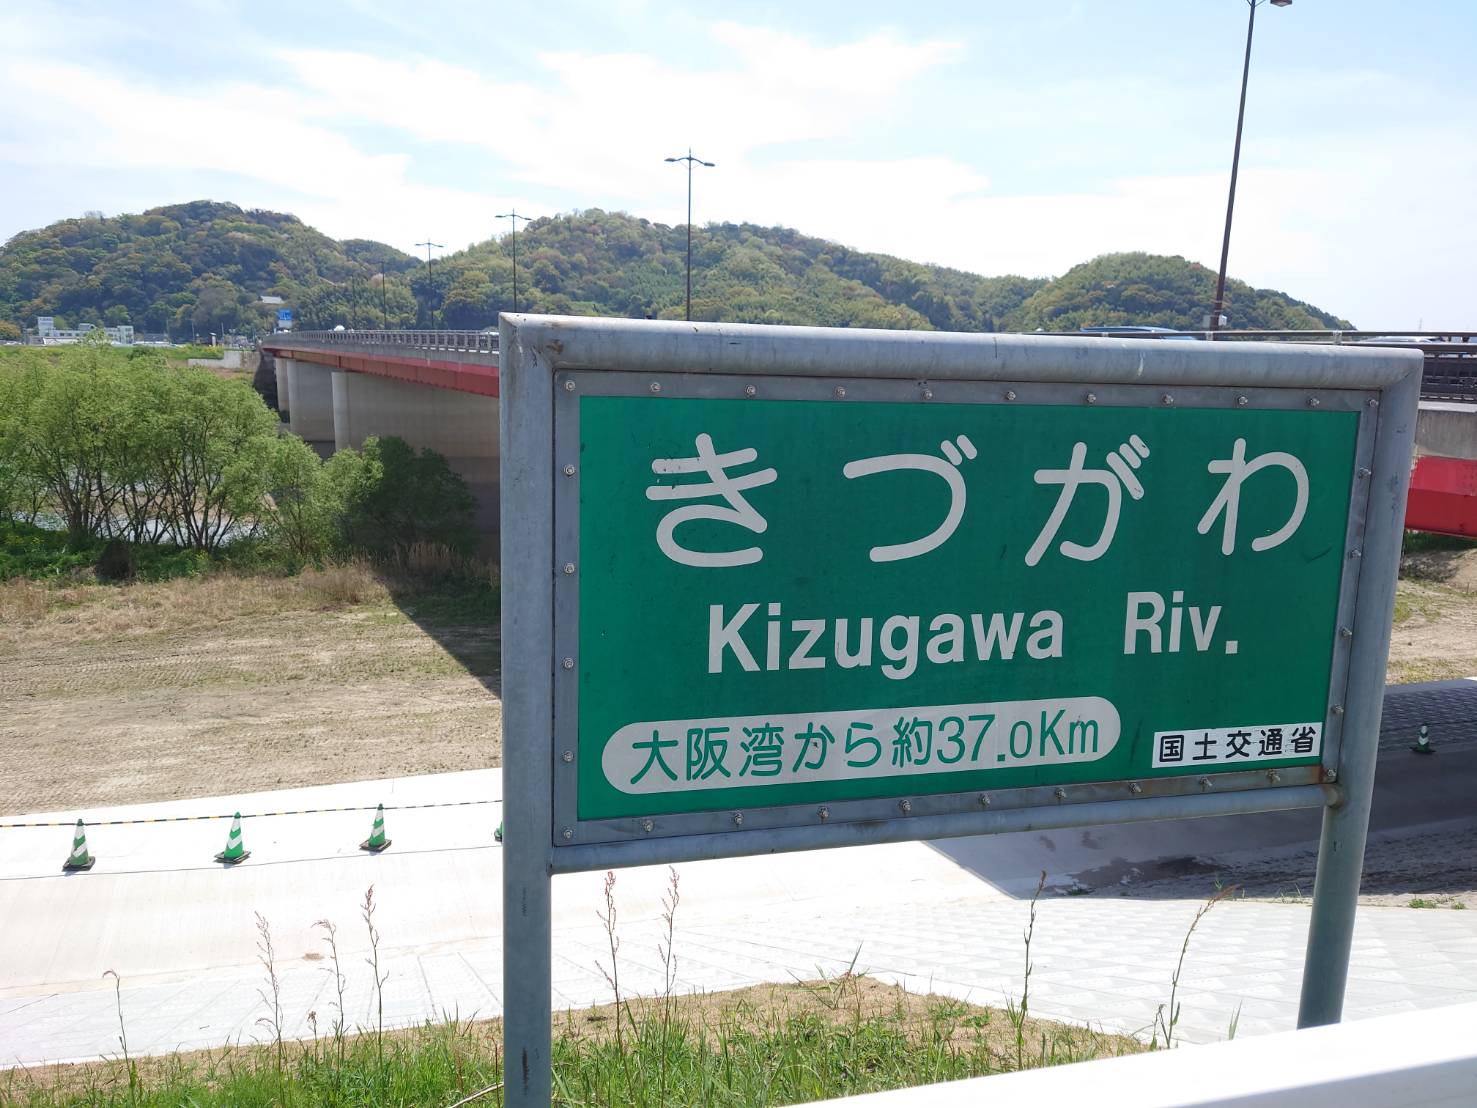 きづがわ
Kizugawa Riv.
大阪湾から約37.0Km
国土交通省